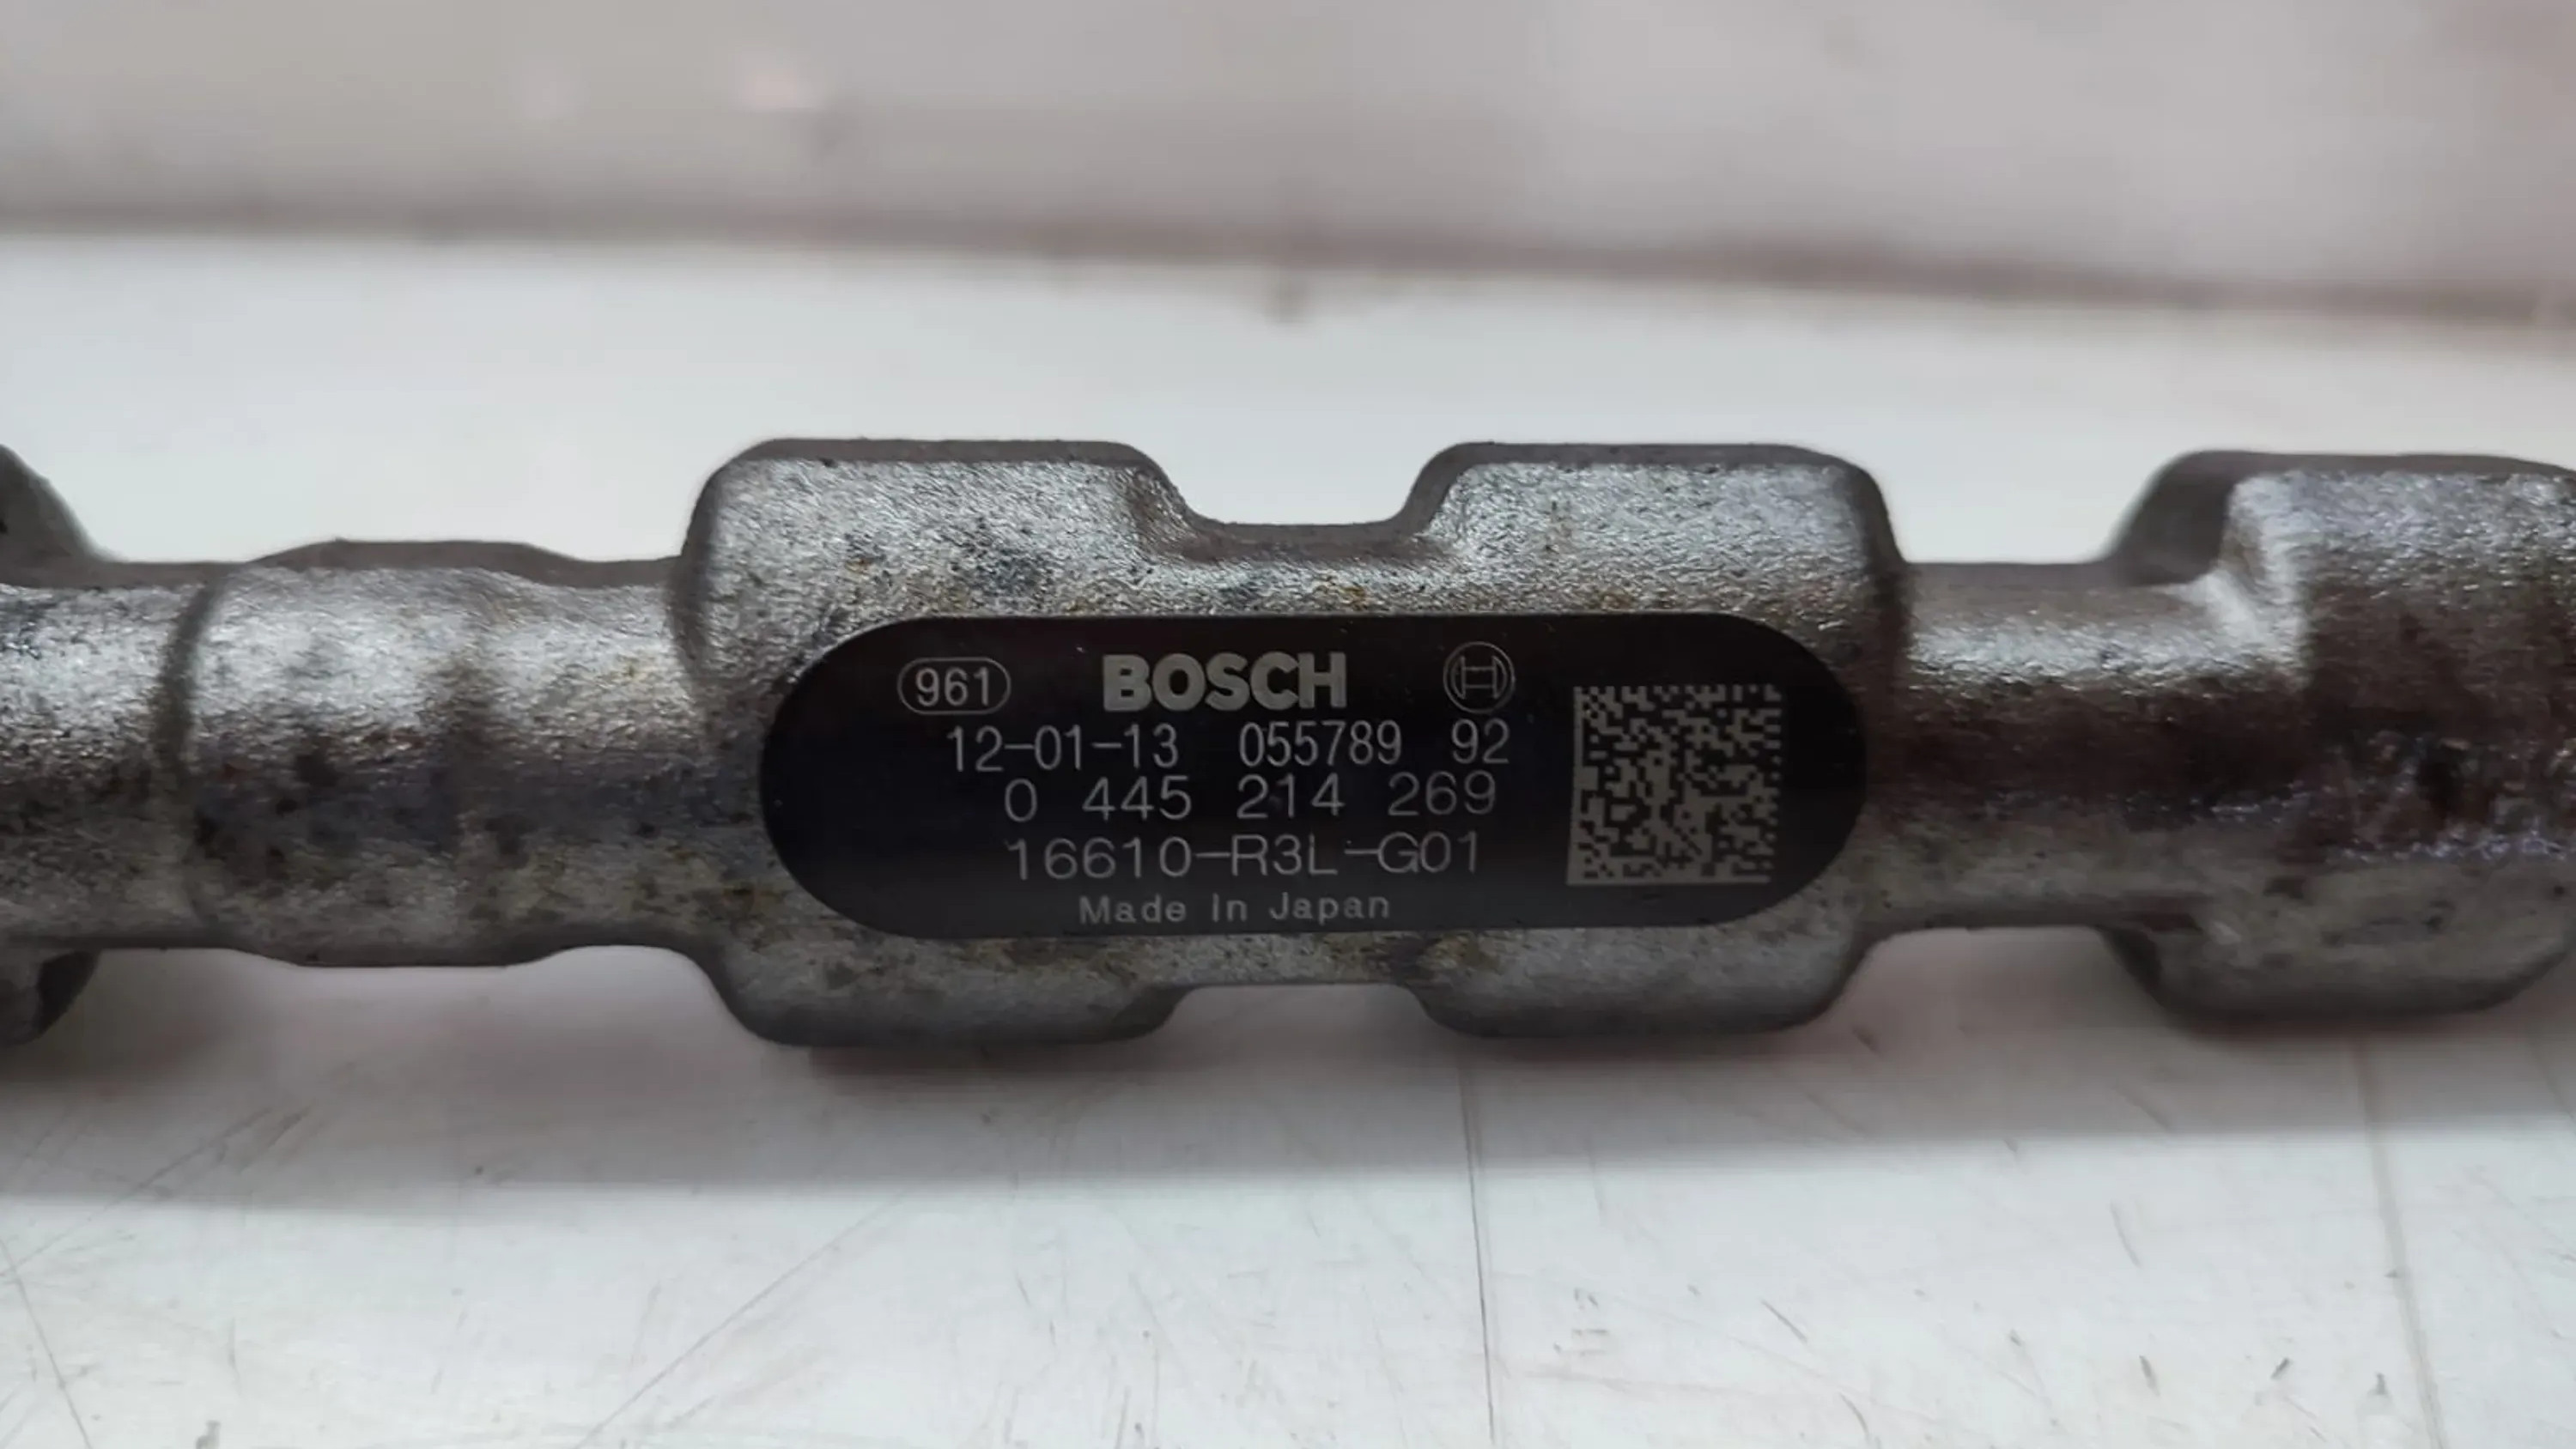 961 BOSCH
12-01-13 055789 92
0 445 214 269
16610-R3L-G01
Made In Japan